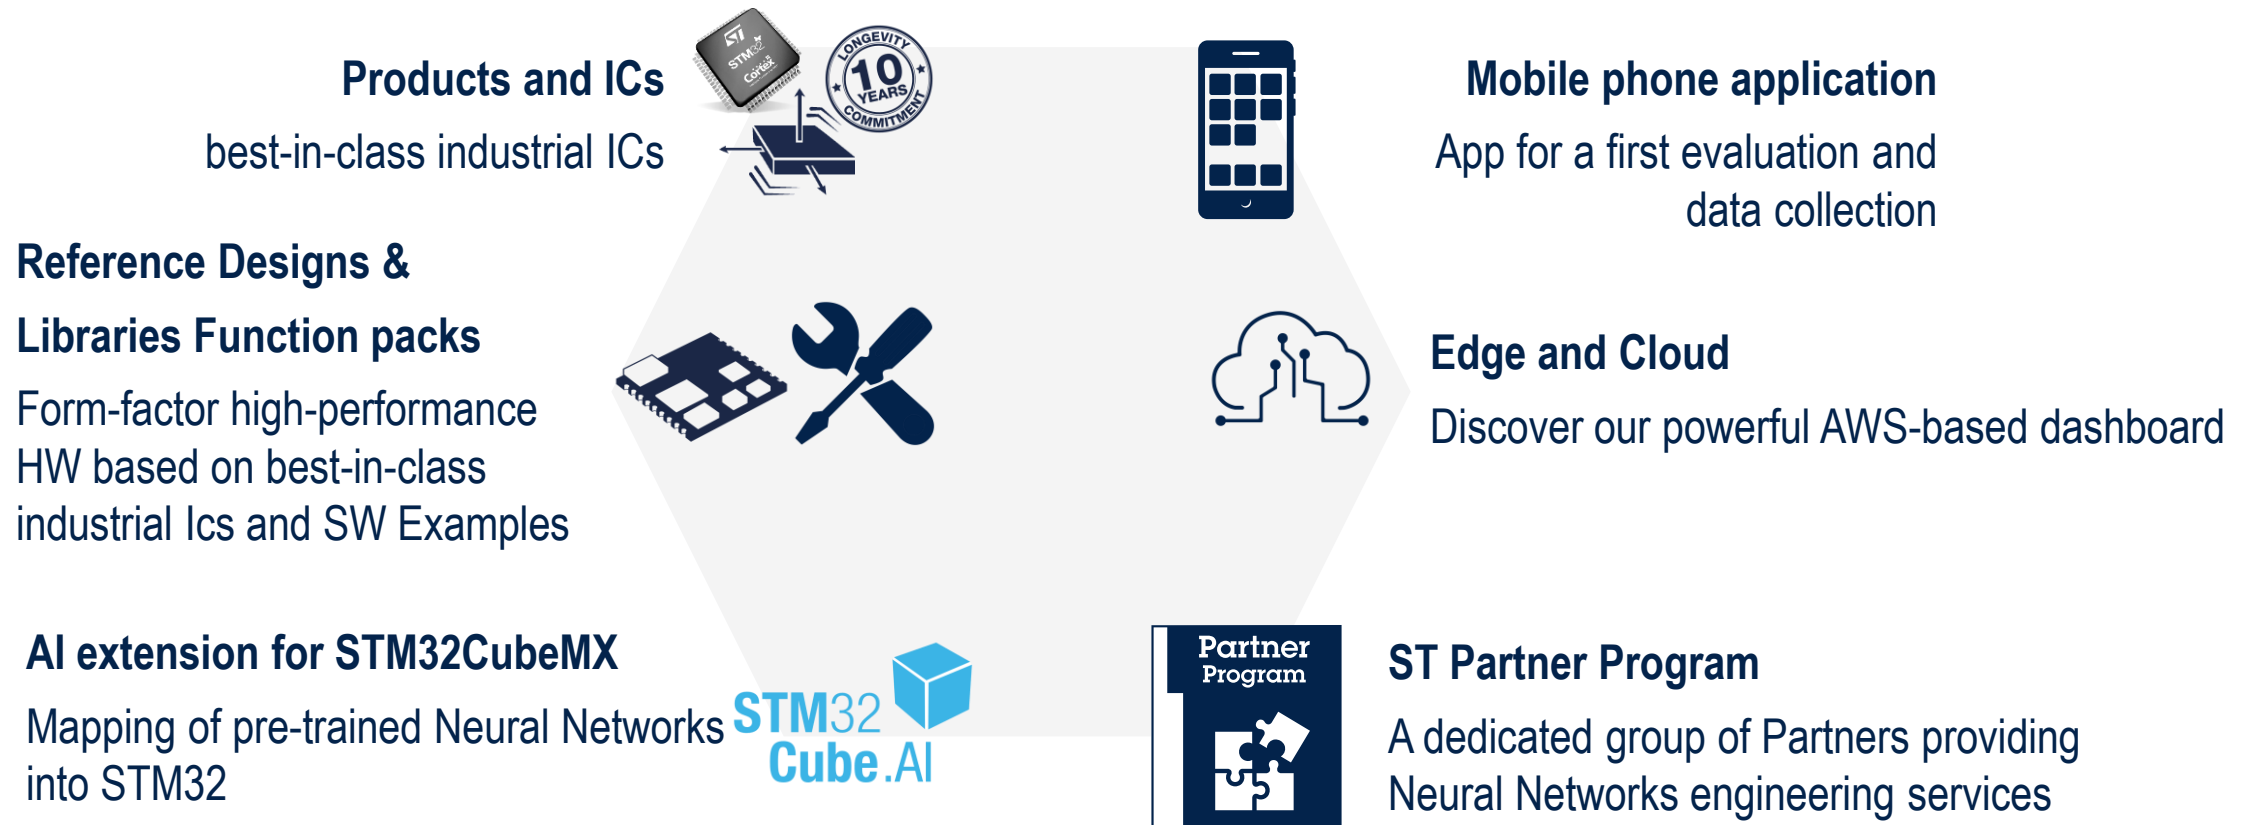 Products and ICs
best-in-class industrial ICs
ST
STM32
Cortex
LONGEVITY
10
YEARS
COMMITMENT
Mobile phone application
App for a first evaluation and
data collection
Reference Designs &
Libraries Function packs
Form-factor high-performance
HW based on best-in-class
industrial Ics and SW Examples
Edge and Cloud
Discover our powerful AWS-based dashboard
AI extension for STM32CubeMX
Mapping of pre-trained Neural Networks
into STM32
STM32
Cube.AI
Partner
Program
ST Partner Program
A dedicated group of Partners providing
Neural Networks engineering services